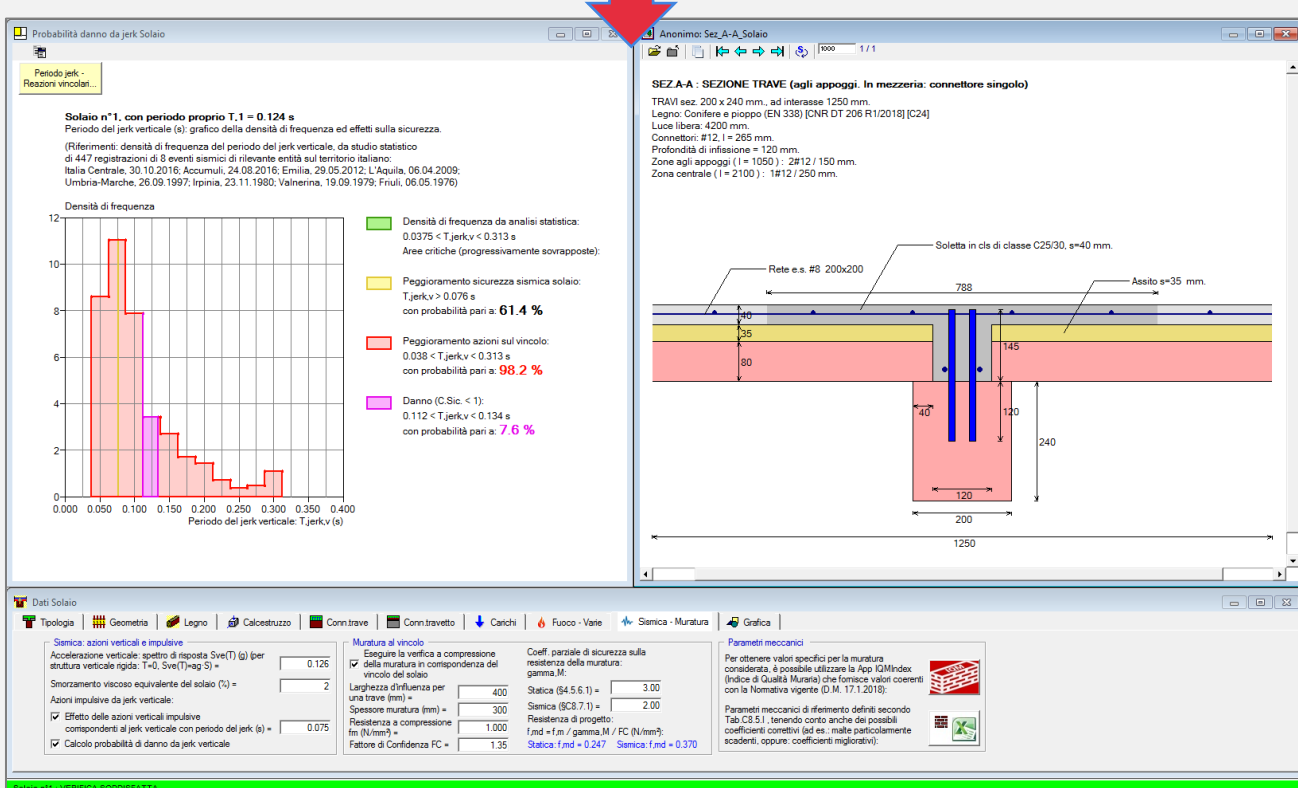 Probabilità danno da jerk Solaio
Periodo jerk -
Reazioni vincolari...
Solaio n°1, con periodo proprio T,1 = 0.124 s
Periodo del jerk verticale (s): grafico della densità di frequenza ed effetti sulla sicurezza.
(Riferimenti: densità di frequenza del periodo del jerk verticale, da studio statistico
di 447 registrazioni di 8 eventi sismici di rilevante entità sul territorio italiano:
Italia Centrale, 30.10.2016; Accumuli, 24.08.2016; Emilia, 29.05.2012; L'Aquila, 06.04.2009;
Umbria-Marche, 26.09.1997; Irpinia, 23.11.1980; Valnerina, 19.09.1979; Friuli, 06.05.1976)
Densità di frequenza
12
10
8
6
4
2
0
0.000 0.050 0.100 0.150 0.200 0.250 0.300 0.350 0.400
Periodo del jerk verticale: T,jerk,v (s)
Densità di frequenza da analisi statistica:
0.0375 < T,jerk,v < 0.313 s
Aree critiche (progressivamente sovrapposte):
Peggioramento sicurezza sismica solaio:
T,jerk,v > 0.076 s
con probabilità pari a: 61.4 %
Peggioramento azioni sul vincolo:
0.038 < T,jerk,v < 0.313 s
con probabilità pari a: 98.2 %
Danno (C.Sic. < 1):
0.112 < T,jerk,v < 0.134 s
con probabilità pari a: 7.6 %
Anonimo: Sez_A-A_Solaio
1000 1 / 1
SEZ.A-A : SEZIONE TRAVE (agli appoggi. In mezzeria: connettore singolo)
TRAVI sez. 200 x 240 mm., ad interasse 1250 mm.
Legno: Conifere e pioppo (EN 338) [CNR DT 206 R1/2018] [C24]
Luce libera: 4200 mm.
Connettori: #12, l = 265 mm.
Profondità di infissione = 120 mm.
Zone agli appoggi ( l = 1050 ) : 2#12 / 150 mm.
Zona centrale ( l = 2100 ) : 1#12 / 250 mm.
Soletta in cls di classe C25/30, s=40 mm.
Rete e.s. #8 200x200
Assito s=35 mm.
788
40
35
80
145
40
120
240
120
200
1250
Dati Solaio
Tipologia
Geometria
Legno
Calcestruzzo
Conn.trave
Conn.travetto
Carichi
Fuoco - Varie
Sismica - Muratura
Grafica
Sismica: azioni verticali e impulsive
Accelerazione verticale: spettro di risposta Sve(T) (g) (per
struttura verticale rigida: T=0, Sve(T)=ag·S) = 0.126
Smorzamento viscoso equivalente del solaio (%) = 2
Azioni impulsive da jerk verticale:
Effetto delle azioni verticali impulsive
corrispondenti al jerk verticale con periodo del jerk (s) = 0.075
Calcolo probabilità di danno da jerk verticale
Muratura al vincolo
Eseguire la verifica a compressione
della muratura in corrispondenza del
vincolo del solaio
Larghezza d'influenza per
una trave (mm) = 400
Spessore muratura (mm) = 300
Resistenza a compressione
fm (N/mm²) = 1.000
Fattore di Confidenza FC = 1.35
Coeff. parziale di sicurezza sulla
resistenza della muratura:
gamma,M:
Statica (§4.5.6.1) = 3.00
Sismica (§C8.7.1) = 2.00
Resistenza di progetto:
f,md = f,m / gamma,M / FC (N/mm²):
Statica: f,md = 0.247 Sismica: f,md = 0.370
Parametri meccanici
Per ottenere valori specifici per la muratura
considerata, è possibile utilizzare la App IQMIndex
(Indice di Qualità Muraria) che fornisce valori coerenti
con la Normativa vigente (D.M. 17.1.2018):
Parametri meccanici di riferimento definiti secondo
Tab.C8.5.I , tenendo conto anche dei possibili
coefficienti correttivi (ad es.: malte particolarmente
scadenti, oppure: coefficienti migliorativi):
Solaio n°1 : VERIFICA SODDISFATTA